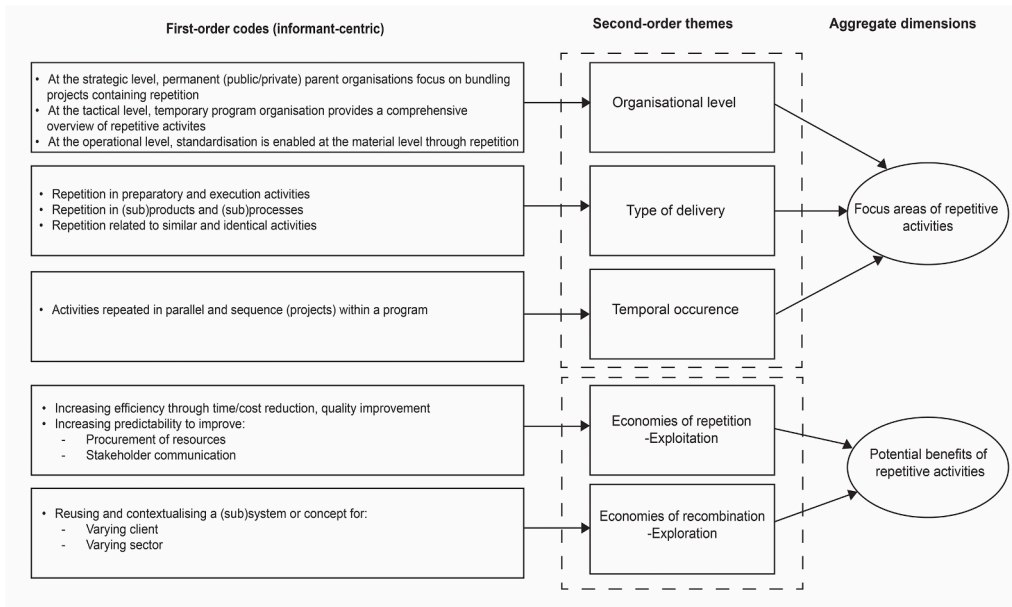 First-order codes (informant-centric)
Second-order themes
Aggregate dimensions
• At the strategic level, permanent (public/private) parent organisations focus on bundling
projects containing repetition
• At the tactical level, temporary program organisation provides a comprehensive
overview of repetitive activites
• At the operational level, standardisation is enabled at the material level through repetition
Organisational level
• Repetition in preparatory and execution activities
• Repetition in (sub)products and (sub)processes
• Repetition related to similar and identical activities
Type of delivery
Focus areas of repetitive
activities
• Activities repeated in parallel and sequence (projects) within a program
Temporal occurence
• Increasing efficiency through time/cost reduction, quality improvement
• Increasing predictability to improve:
- Procurement of resources
- Stakeholder communication
Economies of repetition
-Exploitation
Potential benefits of
repetitive activities
• Reusing and contextualising a (sub)system or concept for:
- Varying client
- Varying sector
Economies of recombination
-Exploration